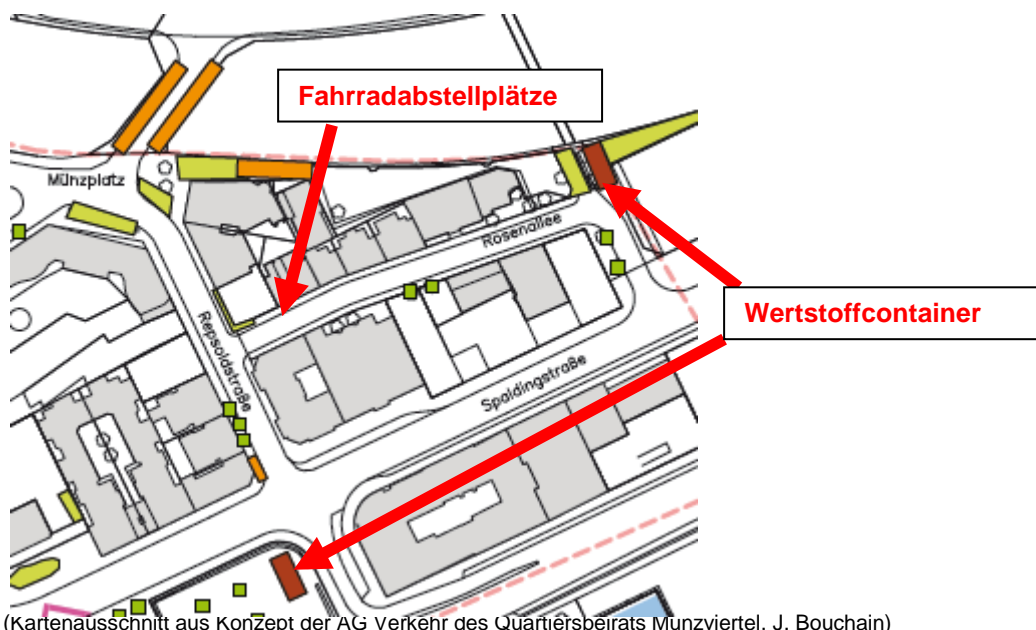 Fahrradabstellplätze
Münzplatz
Rosenallee
Wertstoffcontainer
Repsoldstraße
Spaldingstraße
(Kartenausschnitt aus Konzept der AG Verkehr des Quartiersbeirats Münzviertel, J. Bouchain)